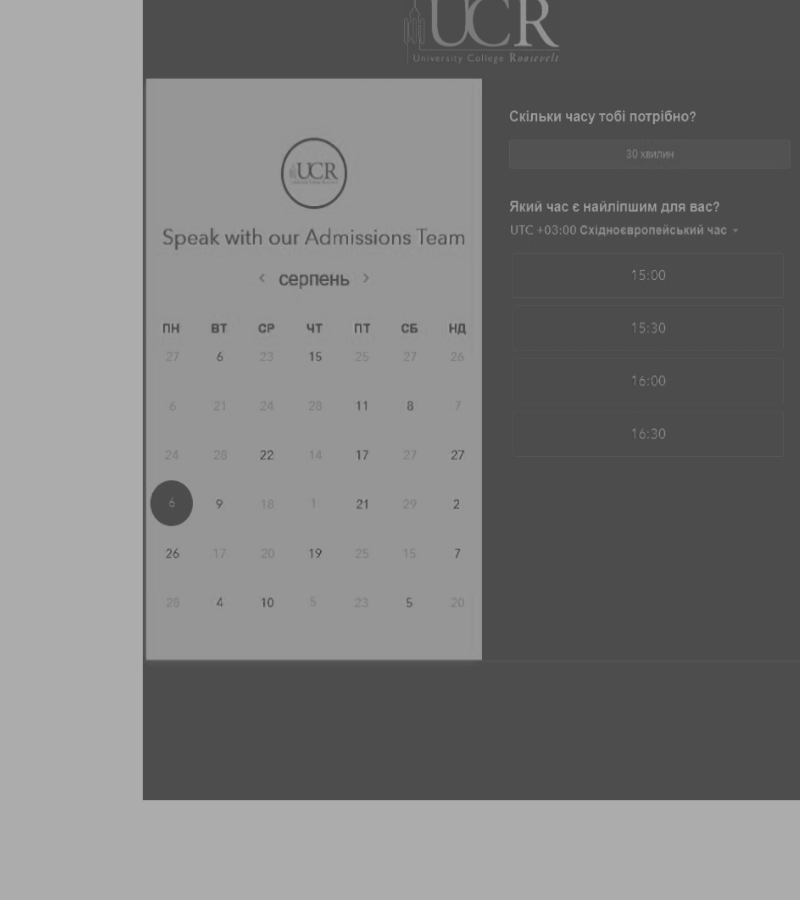 UCR
University College Roosevelt
UCR
Speak with our Admissions Team
< серпень >
ПН ВТ СР ЧТ ПТ СБ НД
27 6 23 15 25 27 26
6 21 24 28 11 8 7
24 28 22 14 17 27 27
6 9 18 1 21 29 2
26 17 20 19 25 15 7
28 4 10 5 23 5 20
Скільки часу тобі потрібно?
30 хвилин
Який час є найліпшим для вас?
UTC +03:00 Східноєвропейський час
15:00
15:30
16:00
16:30